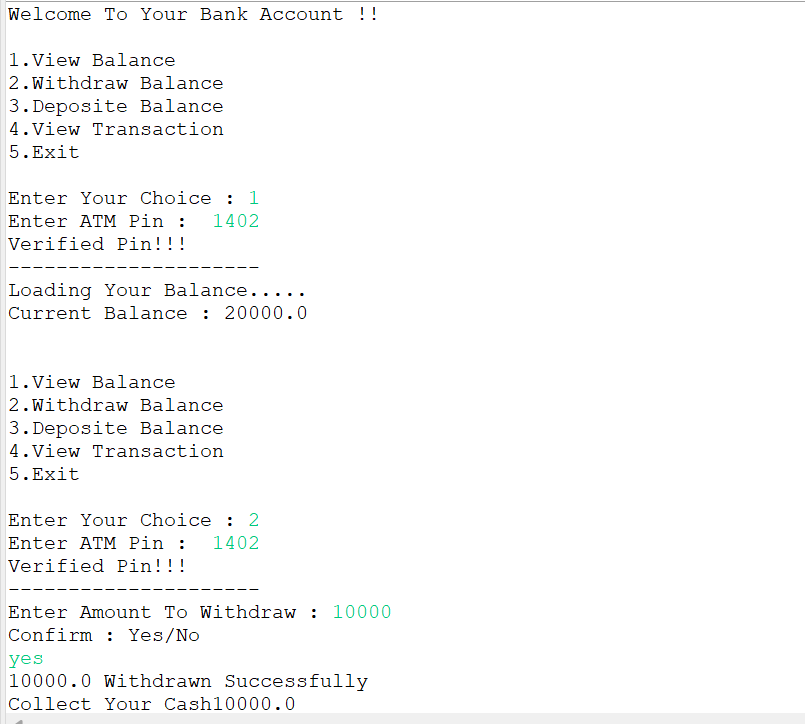 Welcome To Your Bank Account !!
1.View Balance
2.Withdraw Balance
3.Deposite Balance
4.View Transaction
5.Exit
Enter Your Choice : 1
Enter ATM Pin :  1402
Verified Pin!!!
---------------------
Loading Your Balance.....
Current Balance : 20000.0
1.View Balance
2.Withdraw Balance
3.Deposite Balance
4.View Transaction
5.Exit
Enter Your Choice : 2
Enter ATM Pin :  1402
Verified Pin!!!
---------------------
Enter Amount To Withdraw : 10000
Confirm : Yes/No
yes
10000.0 Withdrawn Successfully
Collect Your Cash10000.0